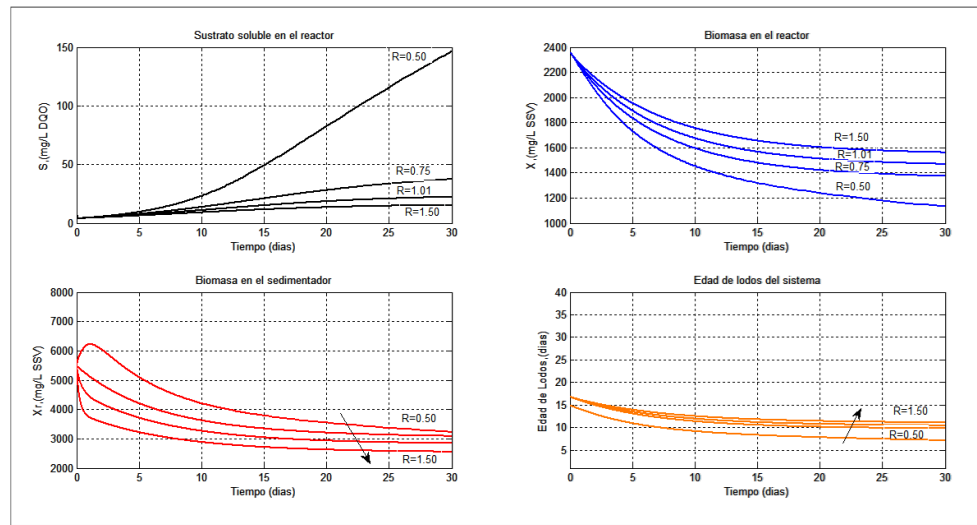 Sustrato soluble en el reactor
150
100
50
0
S,(mg/L DQO)
R=0.50
R=0.75
R=1.01
R=1.50
0 5 10 15 20 25 30
Tiempo (dias)
Biomasa en el reactor
2400
2200
2000
1800
1600
1400
1200
1000
X,(mg/L SSV)
R=1.50
R=1.01
R=0.75
R=0.50
0 5 10 15 20 25 30
Tiempo (dias)
Biomasa en el sedimentador
8000
7000
6000
5000
4000
3000
2000
Xr,(mg/L SSV)
R=0.50
R=1.50
0 5 10 15 20 25 30
Tiempo (dias)
Edad de lodos del sistema
40
35
30
25
20
15
10
5
Edad de Lodos,(dias)
R=1.50
R=0.50
0 5 10 15 20 25 30
Tiempo (dias)